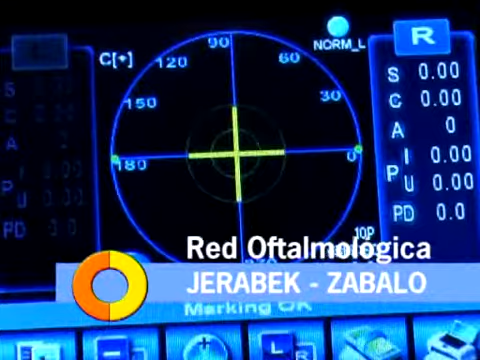 R
NORM_L
C[+]
90
120
60
150
30
180
0
S 0.00
C 0.00
A 0
P I 0.00
U 0.00
PD 0.0
S
C
A
P I
U
PD
10P
Red Oftalmológica
JERABEK - ZABALO
Marking OK
L R